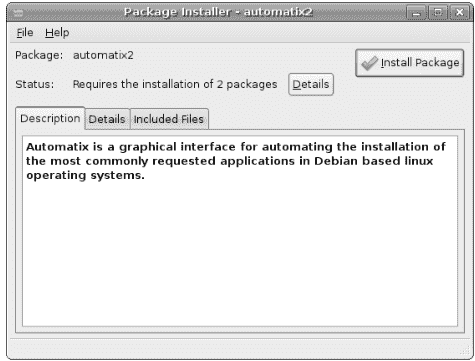 Package Installer - automatix2
File Help
Package: automatix2
Install Package
Status: Requires the installation of 2 packages Details
Description Details Included Files
Automatix is a graphical interface for automating the installation of
the most commonly requested applications in Debian based linux
operating systems.